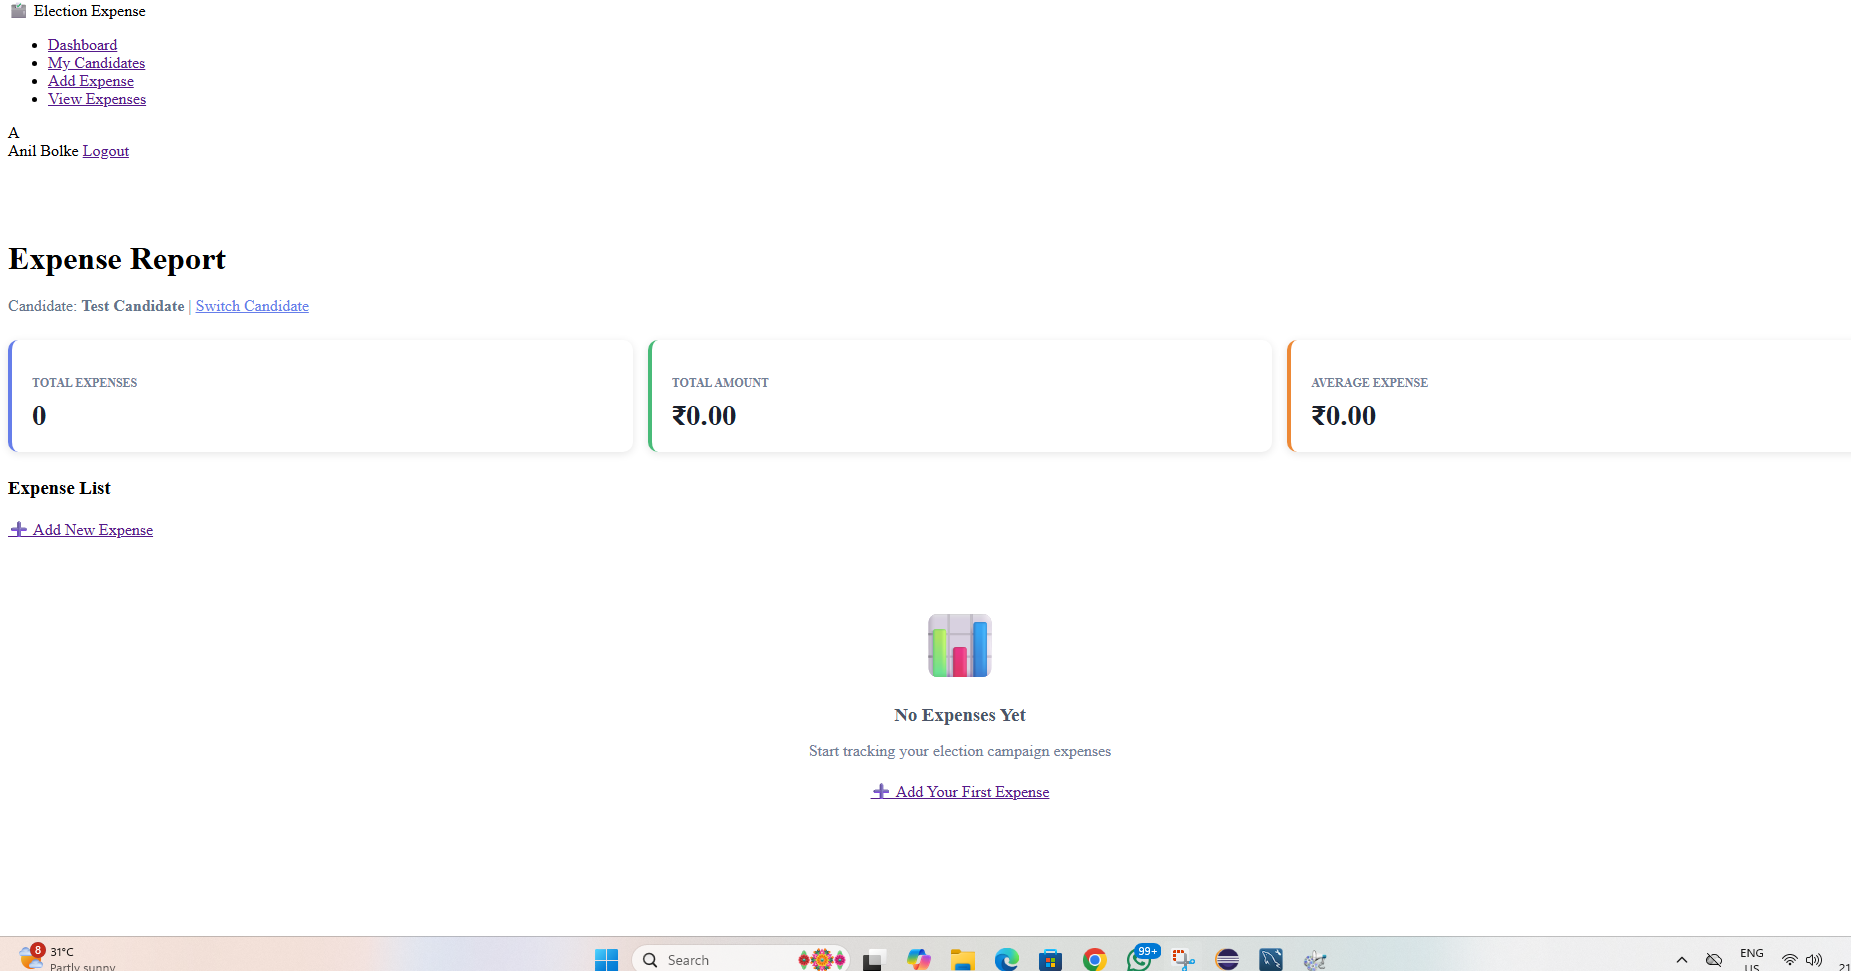 Election Expense
Dashboard
My Candidates
Add Expense
View Expenses
A
Anil Bolke Logout
Expense Report
Candidate: Test Candidate | Switch Candidate
TOTAL EXPENSES
0
TOTAL AMOUNT
₹0.00
AVERAGE EXPENSE
₹0.00
Expense List
➕ Add New Expense
No Expenses Yet
Start tracking your election campaign expenses
➕ Add Your First Expense
8
31°C
Partly sunny
Search
99+
ENG
US
21